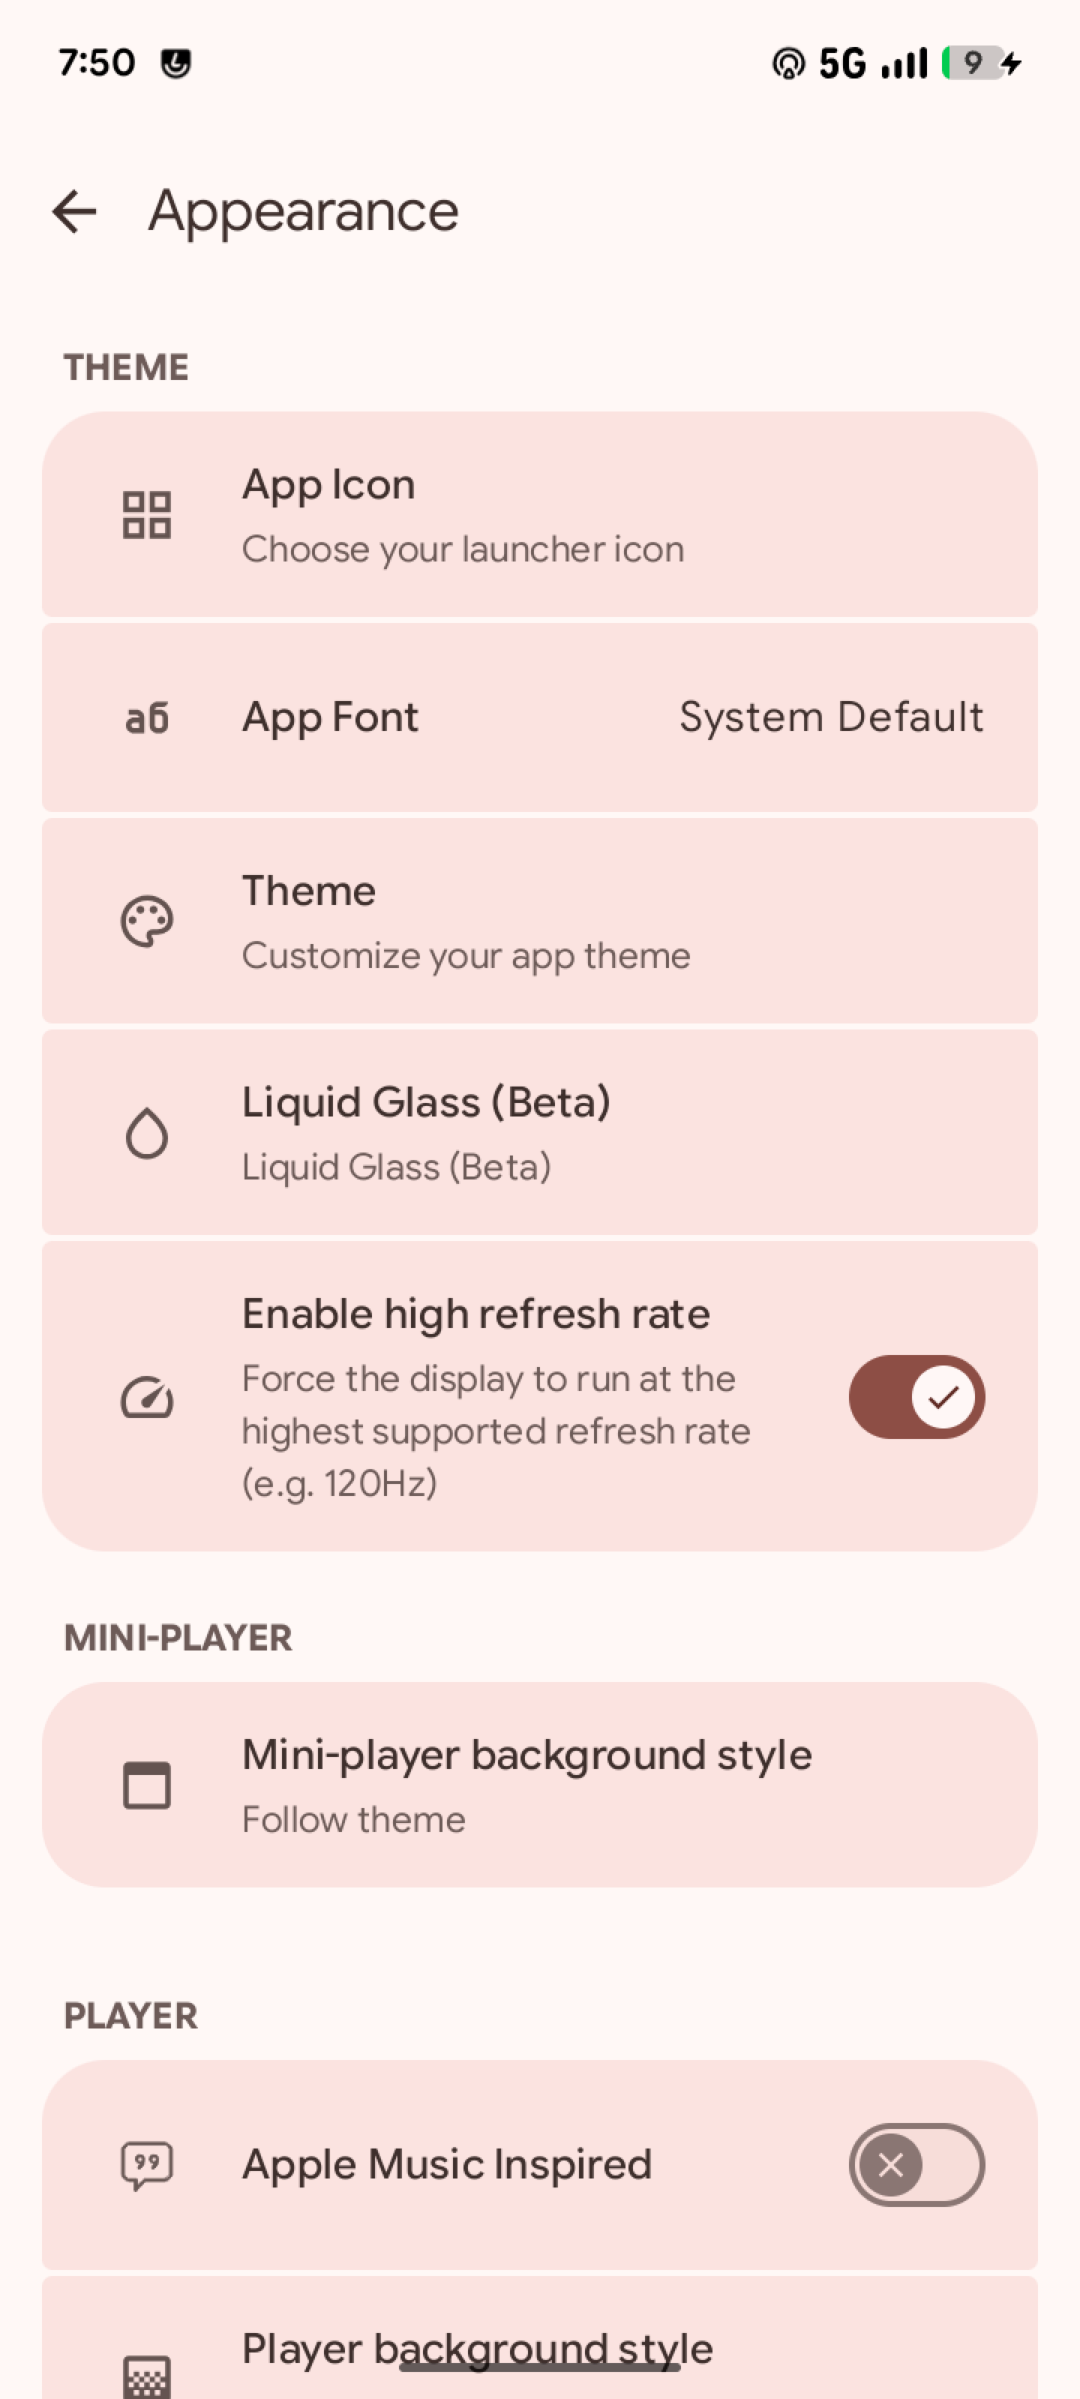 7:50
5G
9
Appearance
THEME
App Icon
Choose your launcher icon
App Font
System Default
Theme
Customize your app theme
Liquid Glass (Beta)
Liquid Glass (Beta)
Enable high refresh rate
Force the display to run at the
highest supported refresh rate
(e.g. 120Hz)
MINI-PLAYER
Mini-player background style
Follow theme
PLAYER
Apple Music Inspired
Player background style